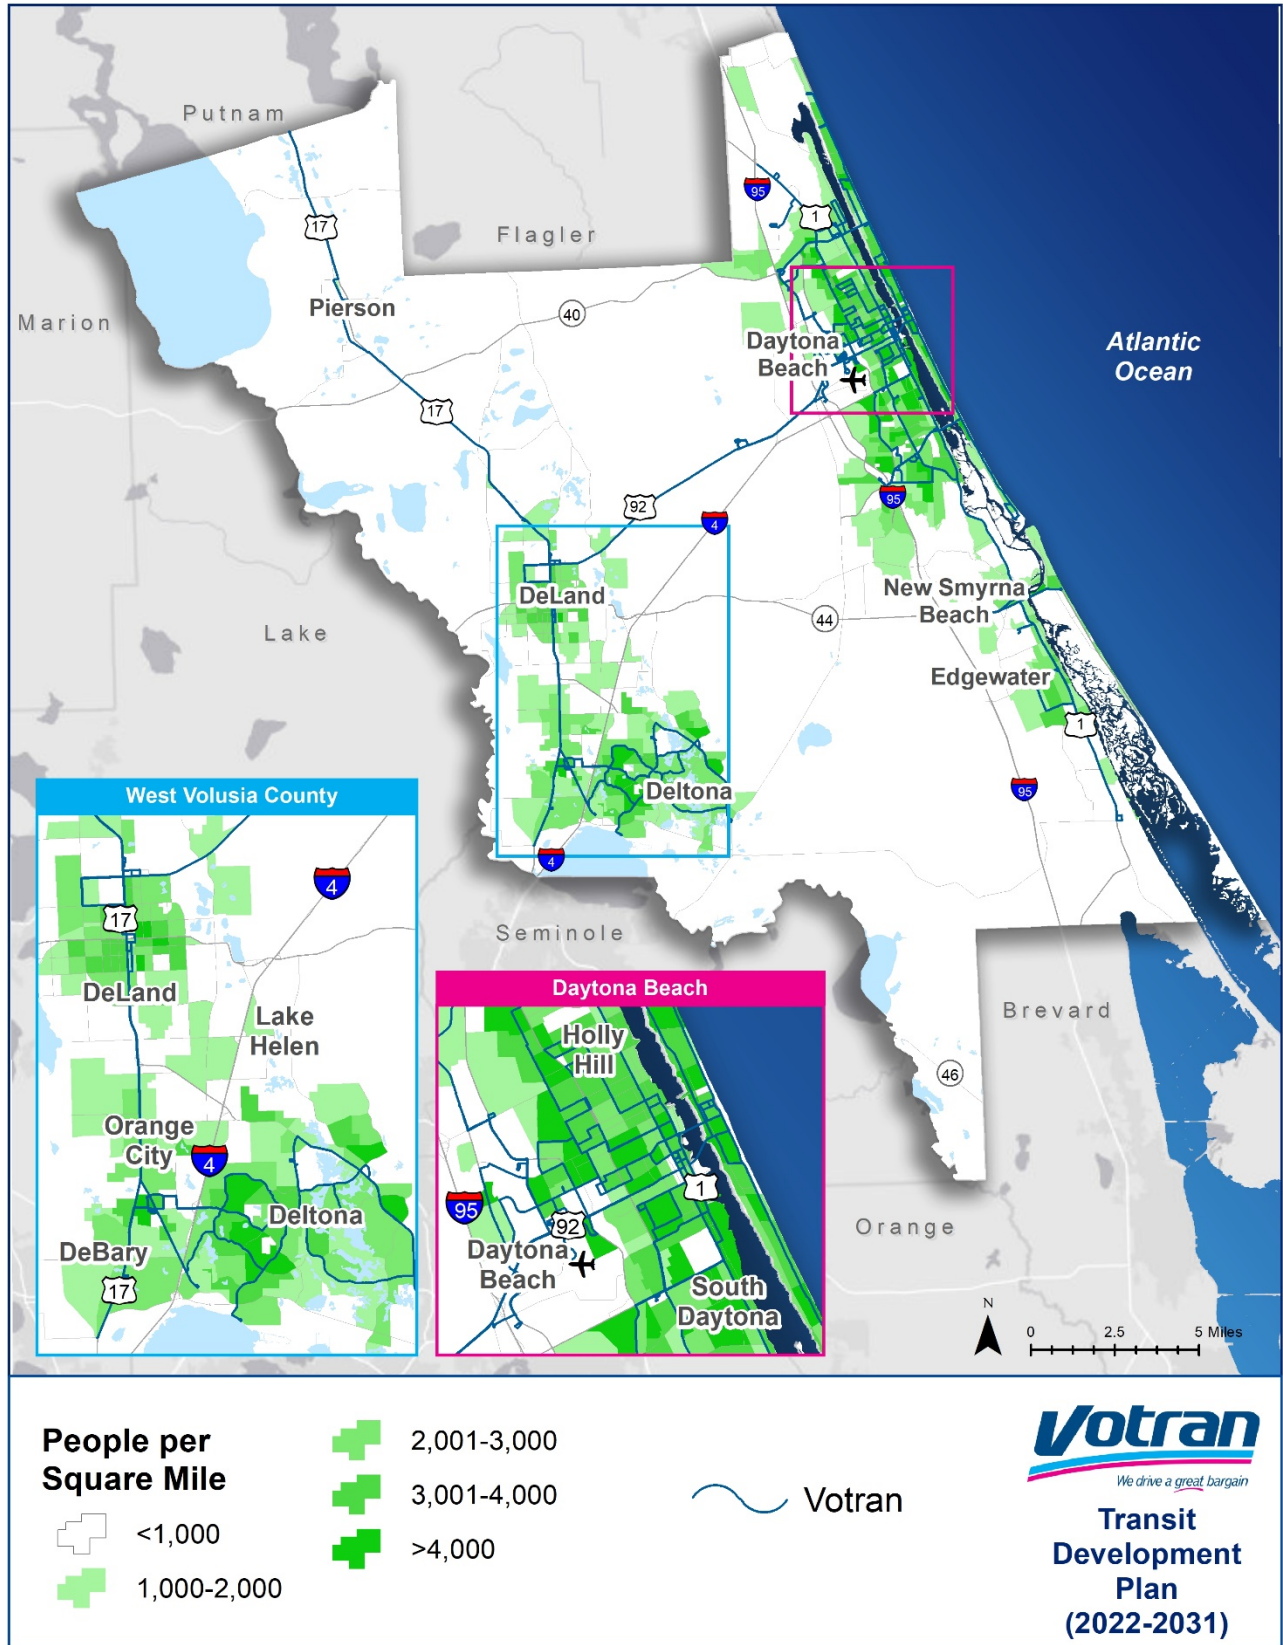 Putnam
95
1
17
Flagler
Pierson
Marion
40
Daytona
Beach
Atlantic
Ocean
17
92
95
4
DeLand
New Smyrna
Beach
44
Lake
Edgewater
1
Deltona
95
4
Seminole
Brevard
46
Orange
West Volusia County
4
17
DeLand
Lake
Helen
Orange
City
4
Deltona
DeBary
17
Daytona Beach
Holly
Hill
1
95
92
Daytona
Beach
South
Daytona
N
0 2.5 5 Miles
People per
Square Mile
<1,000
1,000-2,000
2,001-3,000
3,001-4,000
>4,000
Votran
Votran
We drive a great bargain
Transit
Development
Plan
(2022-2031)